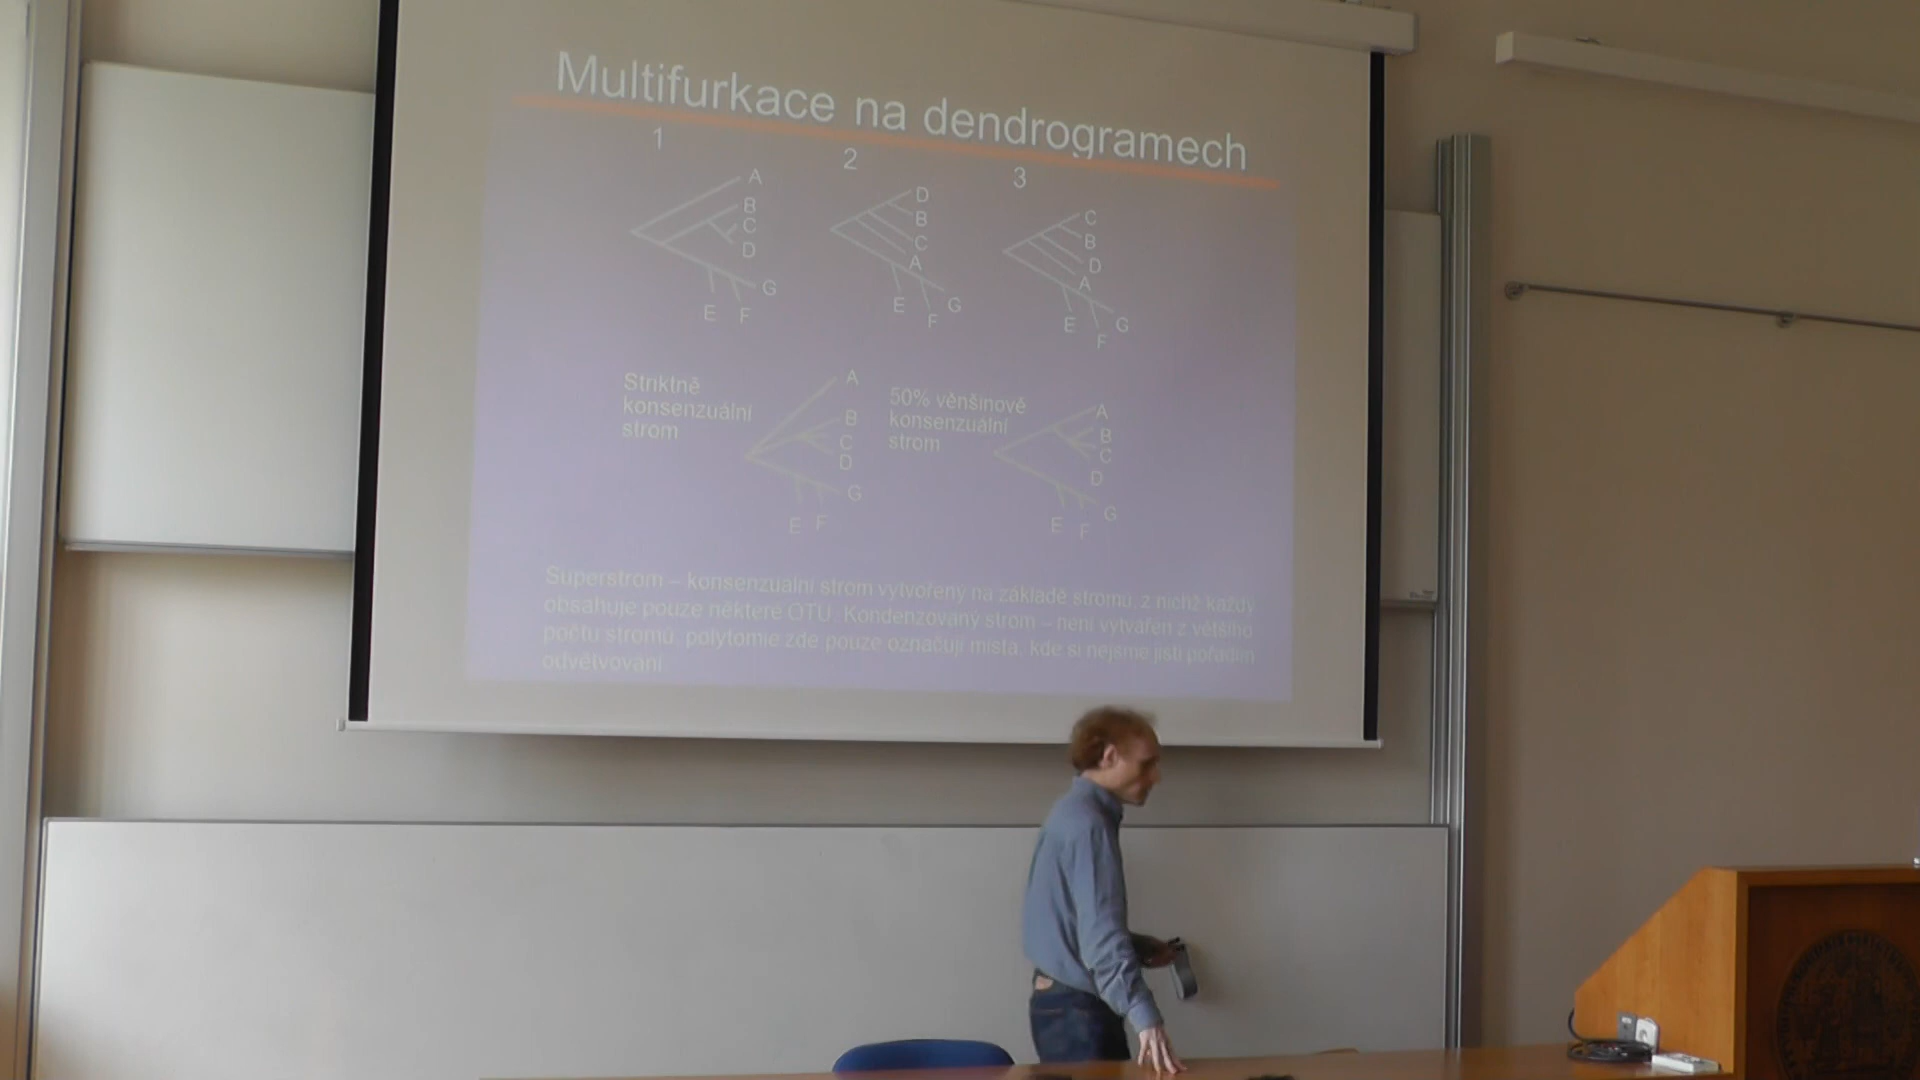 Multifurkace na dendrogramech
1
2
3
A
B
C
D
G
E F
D
B
C
A
G
E
F
C
B
D
A
G
E
F
Striktně
konsenzuální
strom
A
B
C
D
G
E F
50% věnšinově
konsenzuální
strom
A
B
C
D
G
E F
Superstrom – konsenzuální strom vytvořený na základě stromů, z nichž každý
obsahuje pouze některé OTU. Kondenzovaný strom – není vytvářen z většího
počtu stromů, polytomie zde pouze označují místa, kde si nejsme jisti pořadím
odvětvování